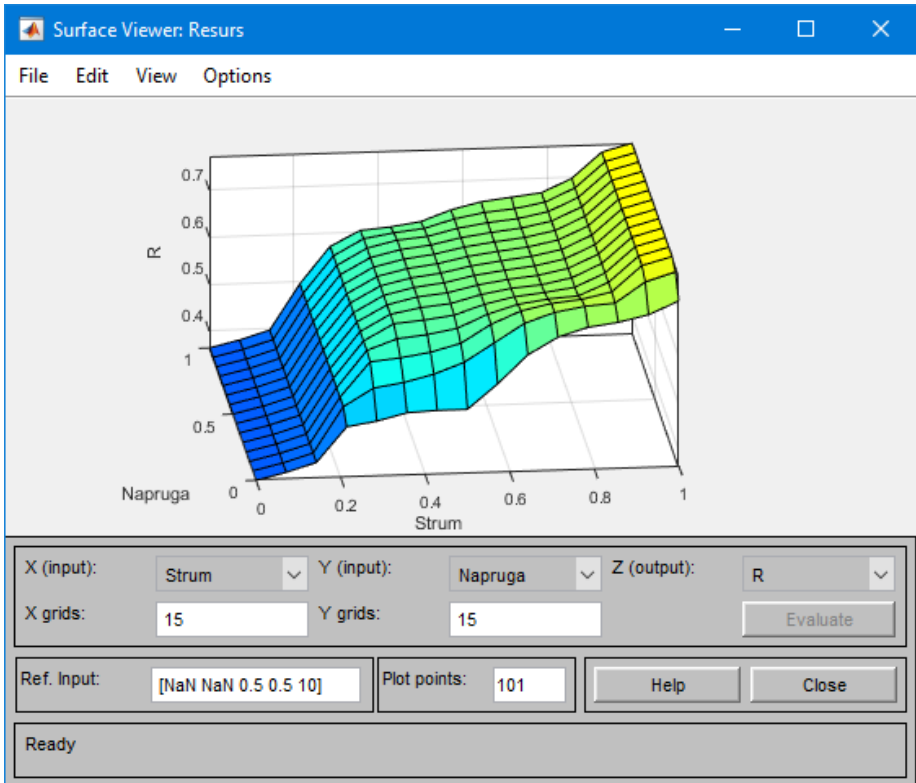 Surface Viewer: Resurs
File Edit View Options
0.7
0.6
0.5
0.4
R
1
0.5
0
Napruga
0 0.2 0.4 0.6 0.8 1
Strum
X (input): Strum Y (input): Napruga Z (output): R
X grids: 15 Y grids: 15 Evaluate
Ref. Input: [NaN NaN 0.5 0.5 10] Plot points: 101 Help Close
Ready